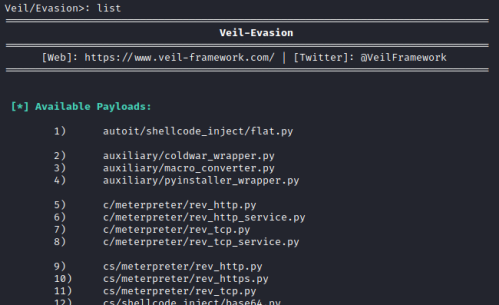 Veil/Evasion>: list
Veil-Evasion
[Web]: https://www.veil-framework.com/ | [Twitter]: @VeilFramework
[*] Available Payloads:
1) autoit/shellcode_inject/flat.py
2) auxiliary/coldwar_wrapper.py
3) auxiliary/macro_converter.py
4) auxiliary/pyinstaller_wrapper.py
5) c/meterpreter/rev_http.py
6) c/meterpreter/rev_http_service.py
7) c/meterpreter/rev_tcp.py
8) c/meterpreter/rev_tcp_service.py
9) cs/meterpreter/rev_http.py
10) cs/meterpreter/rev_https.py
11) cs/meterpreter/rev_tcp.py
12) cs/shellcode_inject/base64.py